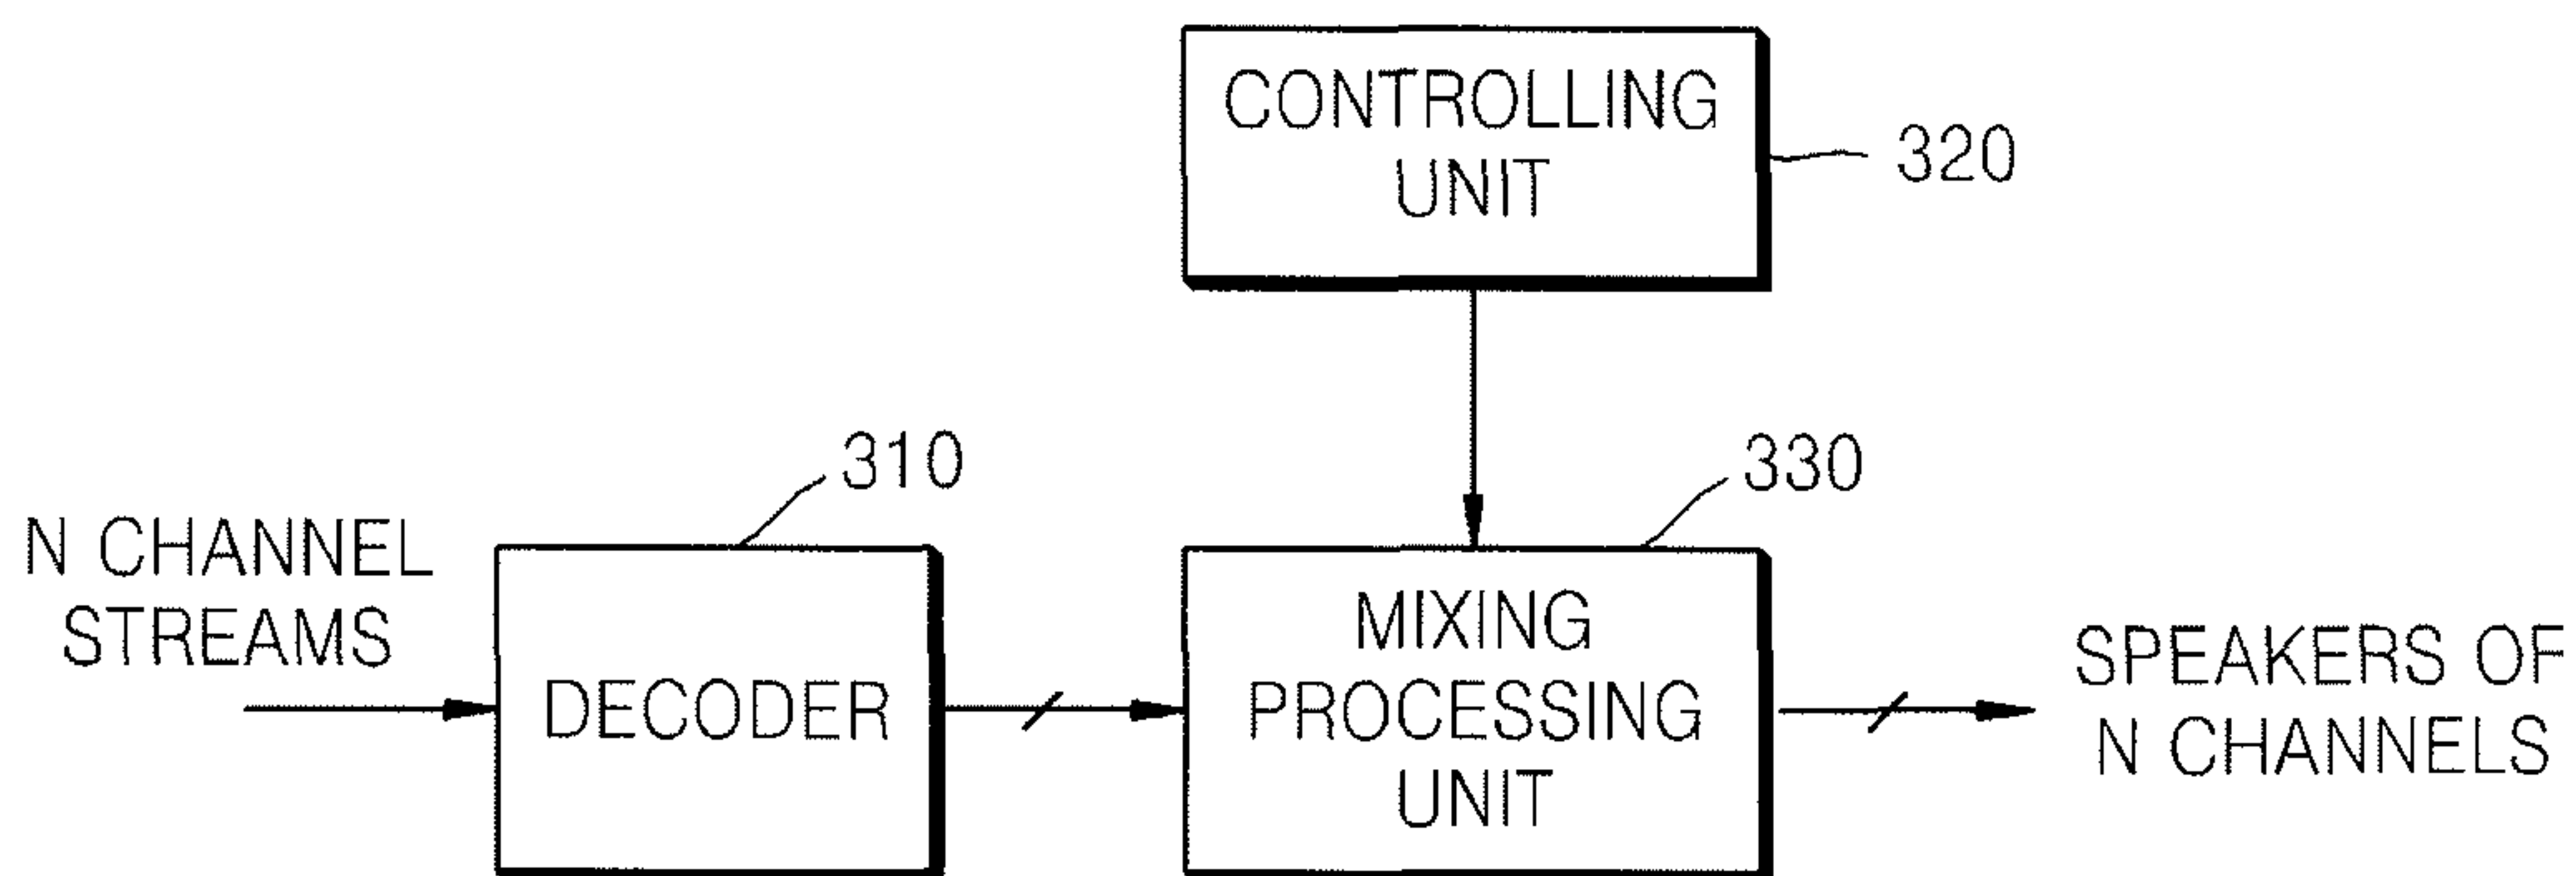 CONTROLLING
UNIT
320
310
330
N CHANNEL
STREAMS
DECODER
MIXING
PROCESSING
UNIT
SPEAKERS OF
N CHANNELS